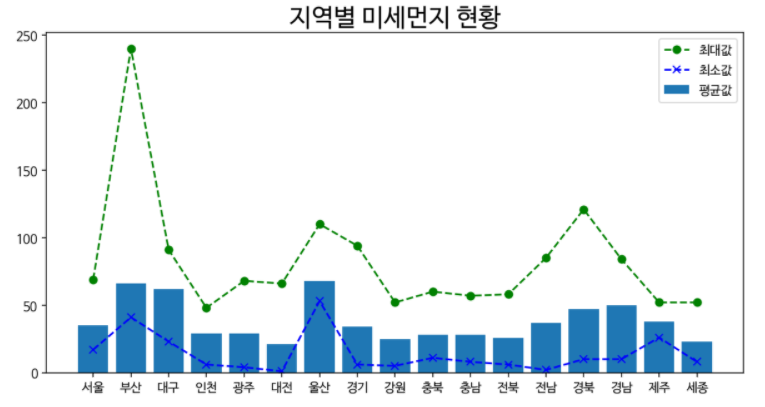 지역별 미세먼지 현황
250
200
150
100
50
0
최대값
최소값
평균값
서울 부산 대구 인천 광주 대전 울산 경기 강원 충북 충남 전북 전남 경북 경남 제주 세종